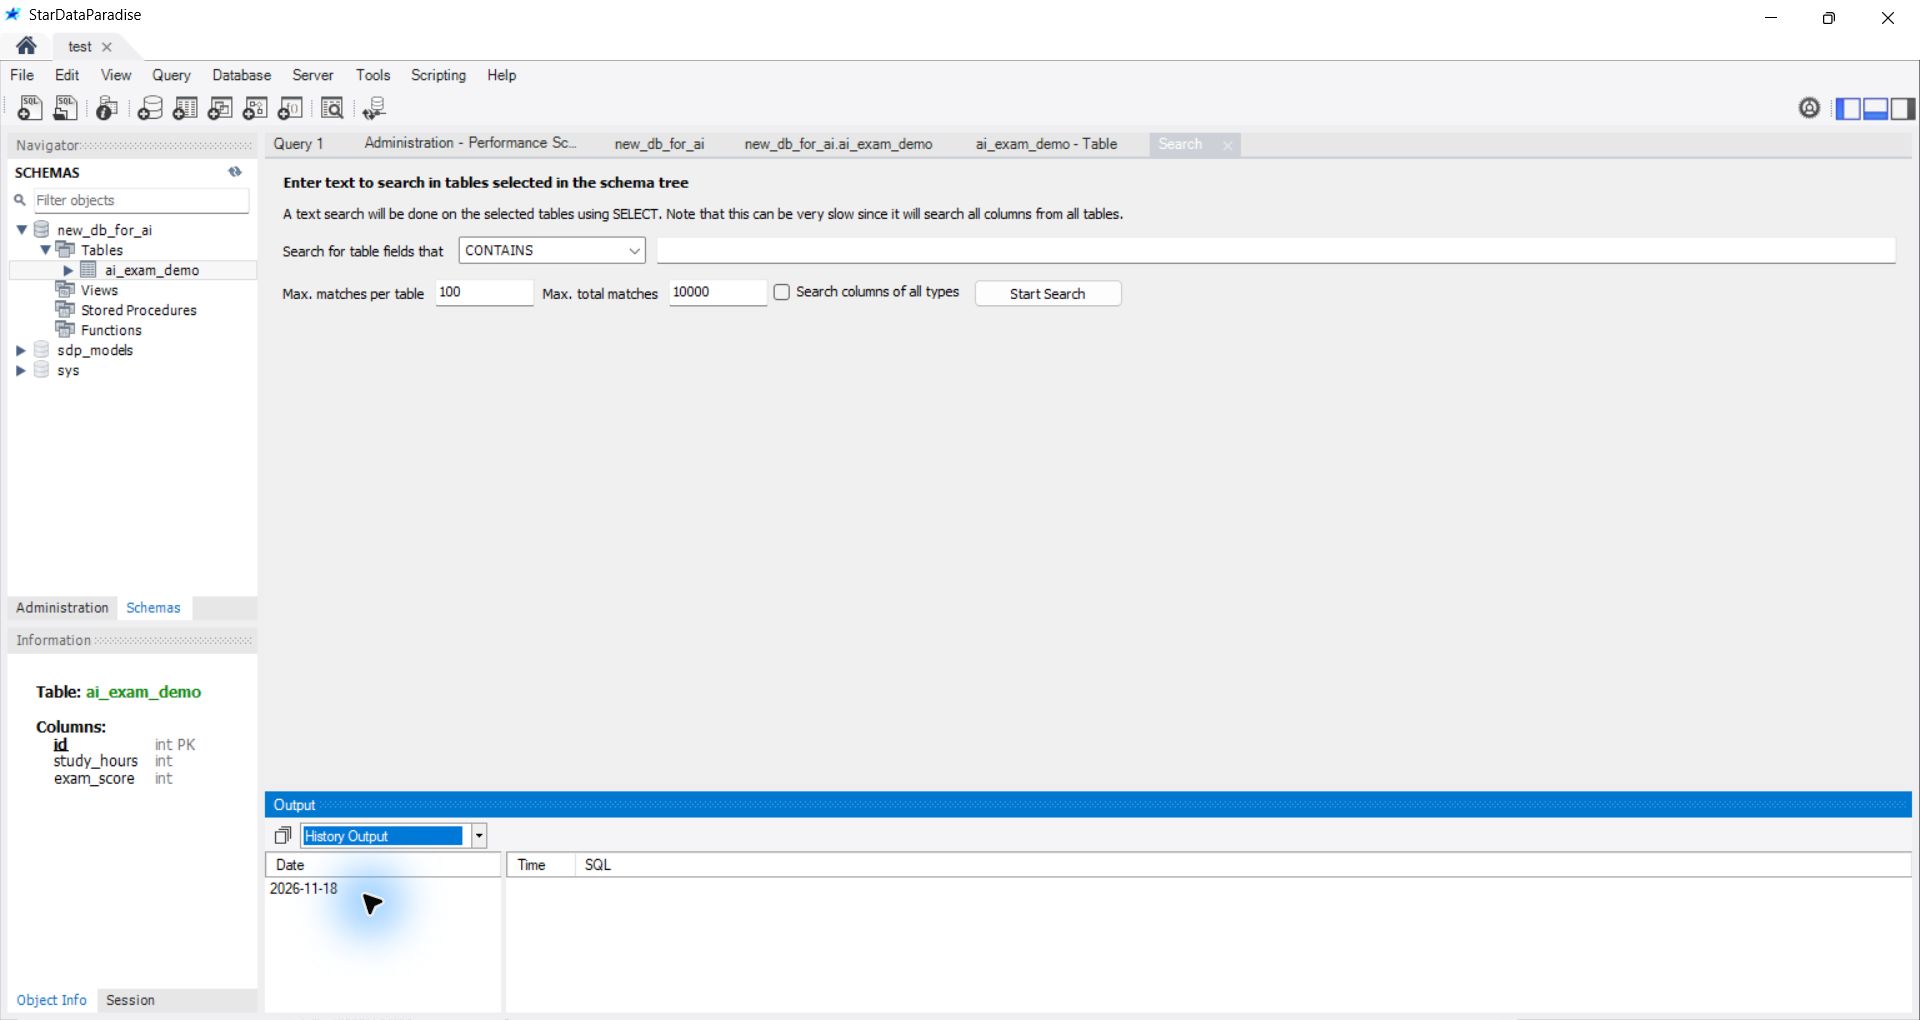 StarDataParadise
test
File Edit View Query Database Server Tools Scripting Help
SQL SQL
Navigator
SCHEMAS
Filter objects
new_db_for_ai
Tables
ai_exam_demo
Views
Stored Procedures
Functions
sdp_models
sys
Administration Schemas
Information
Table: ai_exam_demo
Columns:
id int PK
study_hours int
exam_score int
Object Info Session
Query 1 Administration - Performance Sc... new_db_for_ai new_db_for_ai.ai_exam_demo ai_exam_demo - Table Search
Enter text to search in tables selected in the schema tree
A text search will be done on the selected tables using SELECT. Note that this can be very slow since it will search all columns from all tables.
Search for table fields that CONTAINS
Max. matches per table 100 Max. total matches 10000 Search columns of all types Start Search
Output
History Output
Date Time SQL
2026-11-18